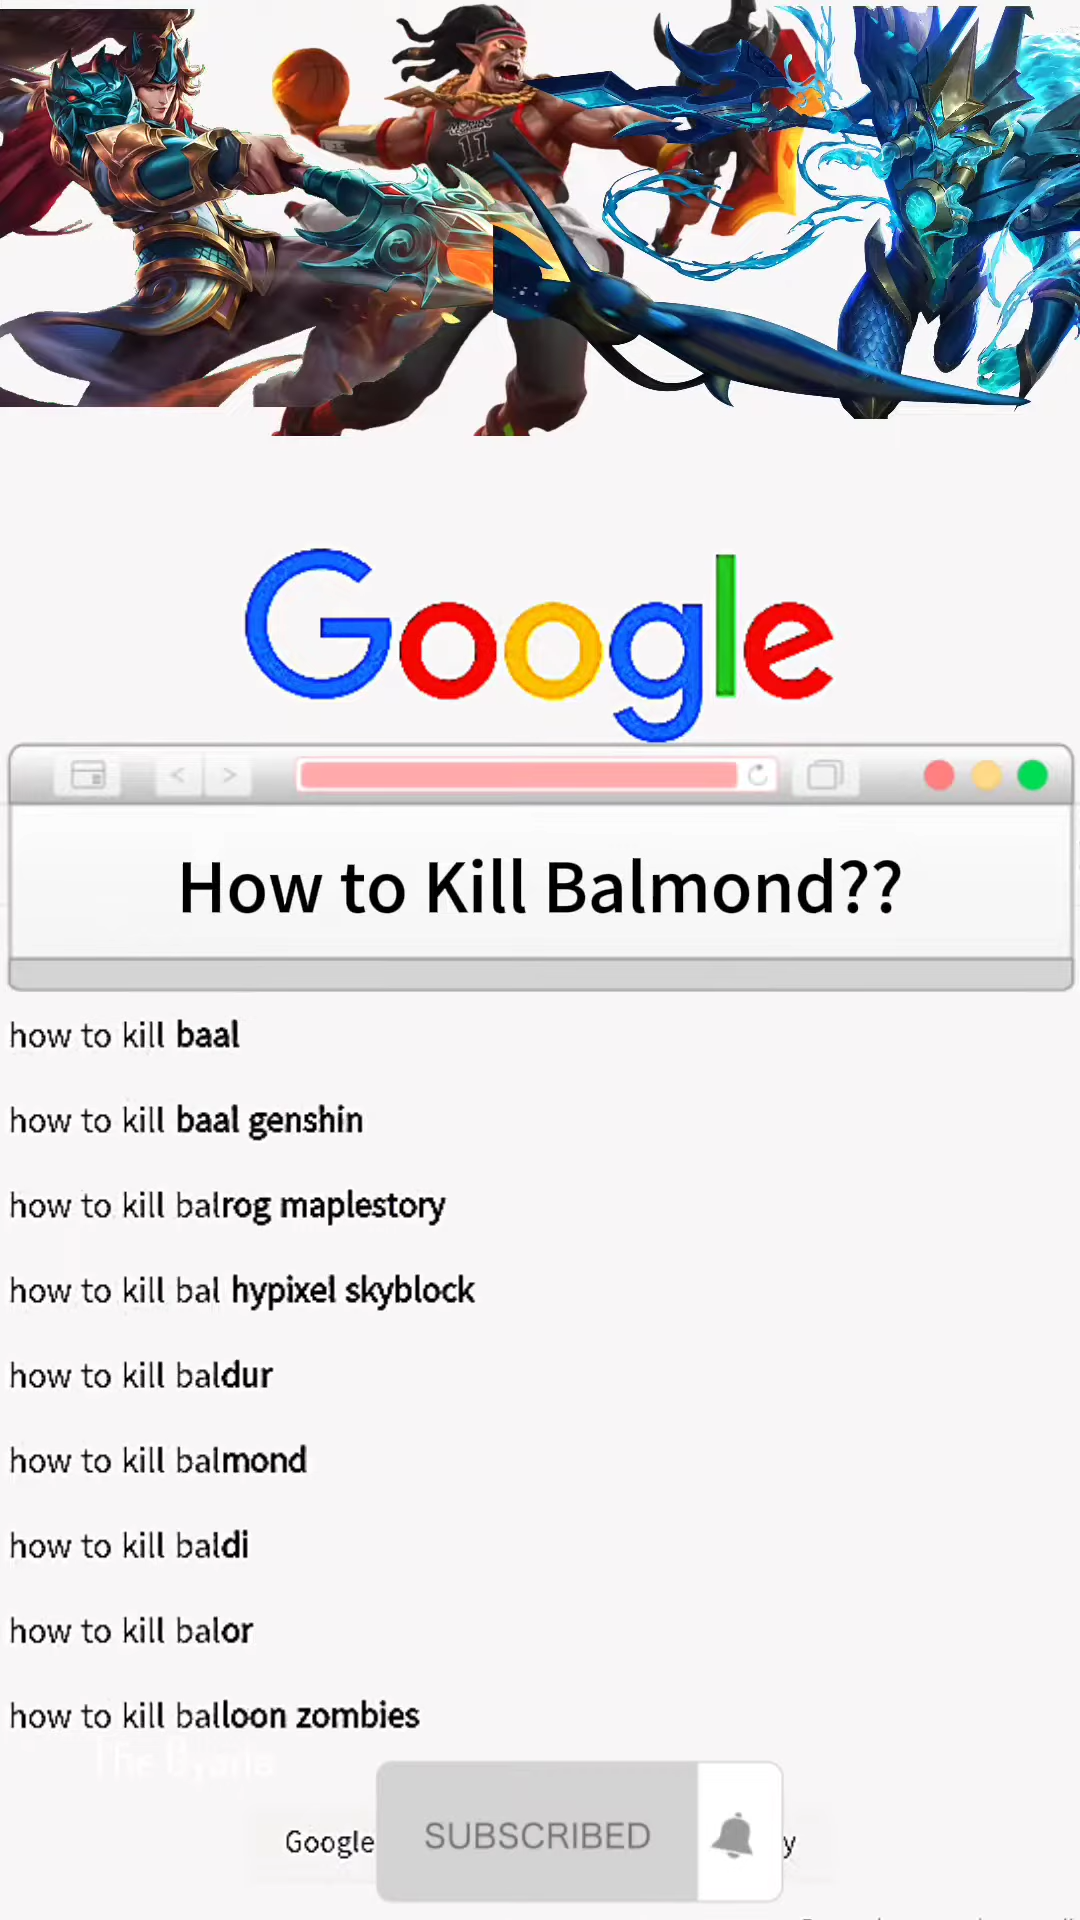 11
Google
How to Kill Balmond??
how to kill baal
how to kill baal genshin
how to kill balrog maplestory
how to kill bal hypixel skyblock
how to kill baldur
how to kill balmond
how to kill baldi
how to kill balor
how to kill balloon zombies
Google
SUBSCRIBED
y